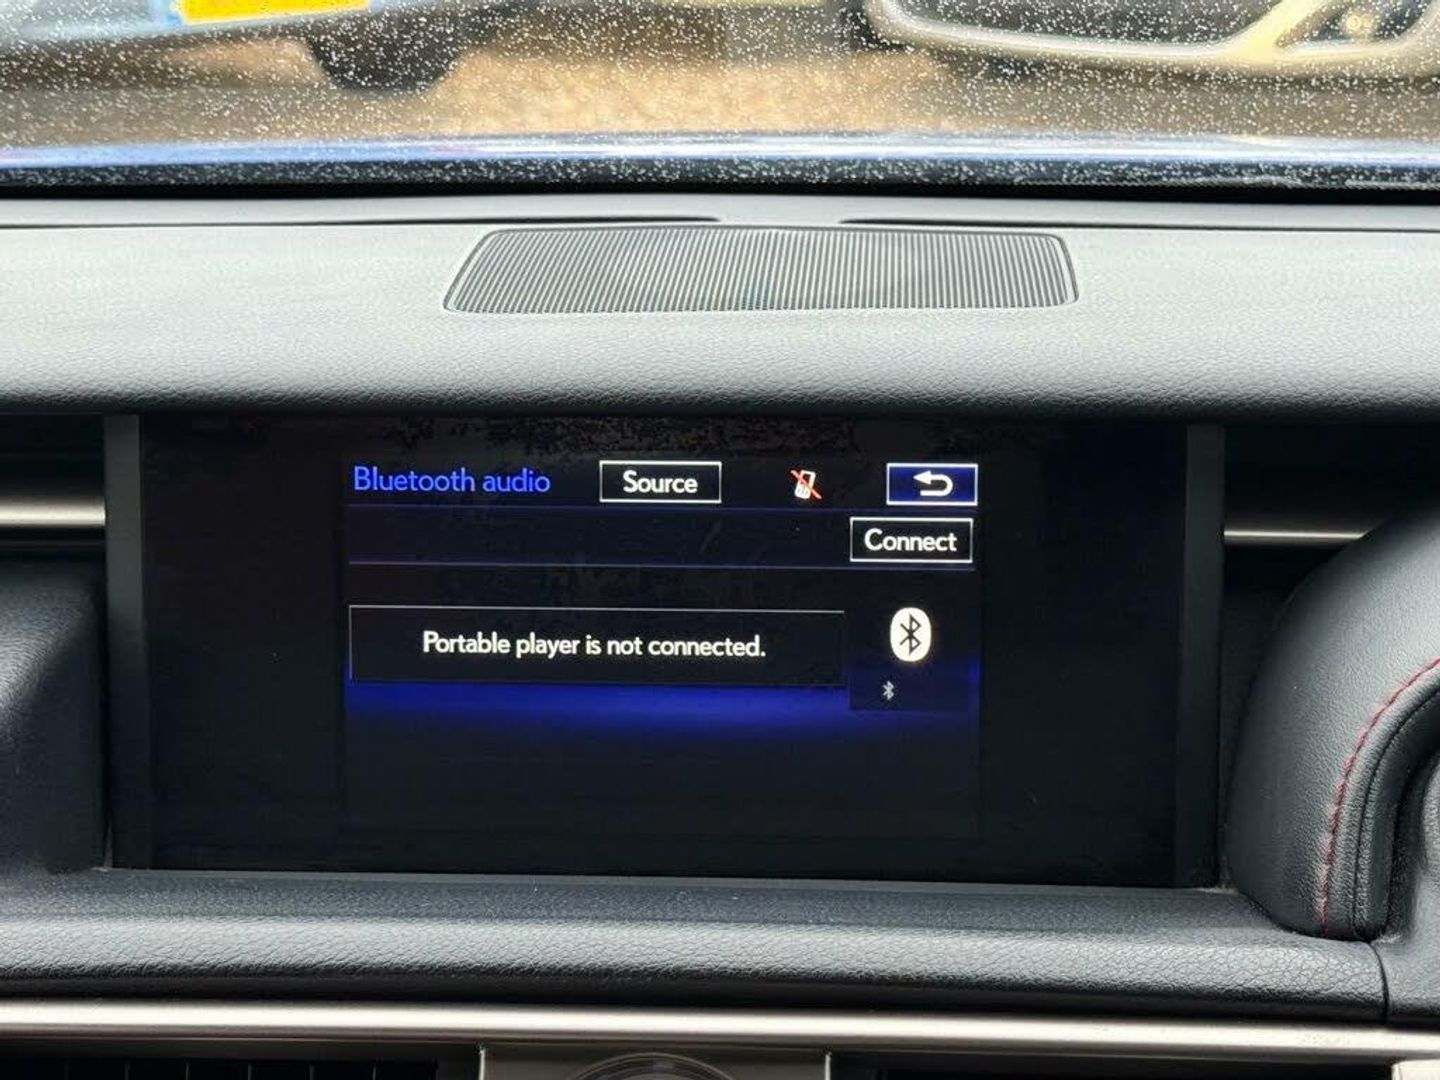 Bluetooth audio Source
Connect
Portable player is not connected.